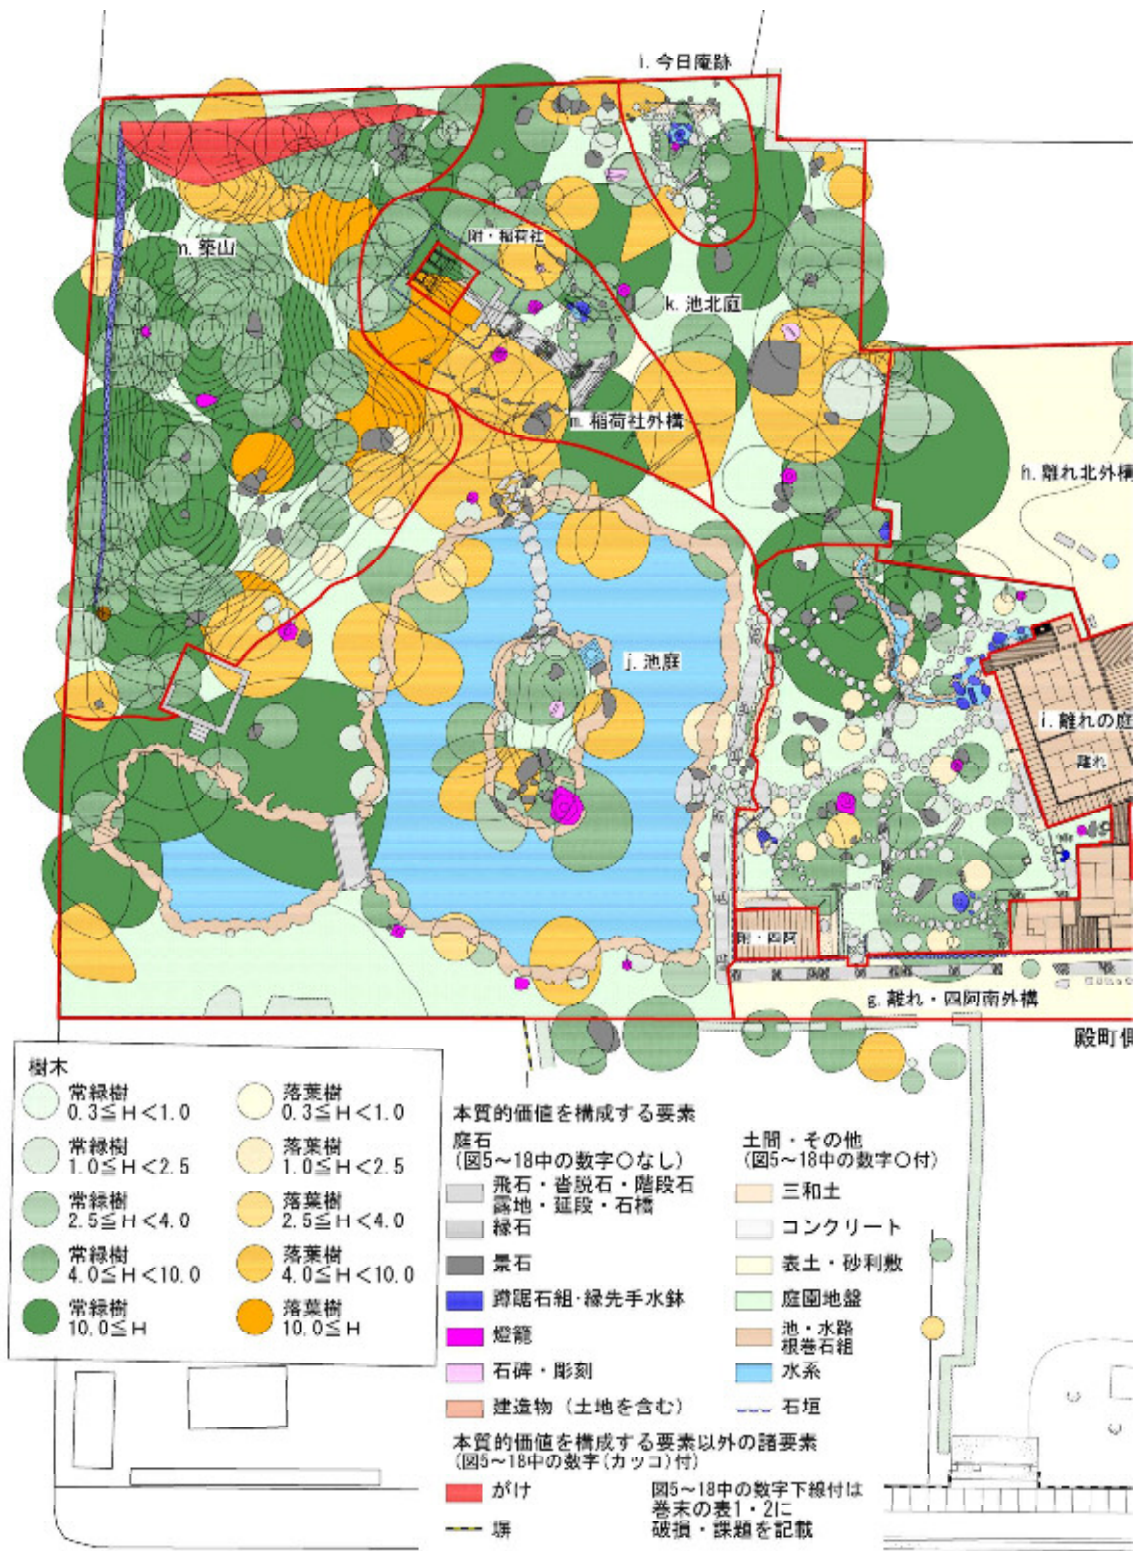 l. 今日庵跡
附・稲荷社
n. 築山
k. 池北庭
m. 稲荷社外構
h. 離れ北外構
j. 池庭
i. 離れの庭
離れ
附・四阿
g. 離れ・四阿南外構
殿町側
樹木
常緑樹
0.3≦H<1.0
落葉樹
0.3≦H<1.0
常緑樹
1.0≦H<2.5
落葉樹
1.0≦H<2.5
常緑樹
2.5≦H<4.0
落葉樹
2.5≦H<4.0
常緑樹
4.0≦H<10.0
落葉樹
4.0≦H<10.0
常緑樹
10.0≦H
落葉樹
10.0≦H
本質的価値を構成する要素
庭石
(図5~18中の数字○なし)
飛石・沓脱石・階段石
露地・延段・石橋
縁石
景石
蹲踞石組・縁先手水鉢
燈籠
石碑・彫刻
建造物（土地を含む）
土間・その他
(図5~18中の数字○付)
三和土
コンクリート
表土・砂利敷
庭園地盤
池・水路
根巻石組
水系
石垣
本質的価値を構成する要素以外の諸要素
(図5~18中の数字(カッコ)付)
がけ
塀
図5~18中の数字下線付は
巻末の表1・2に
破損・課題を記載